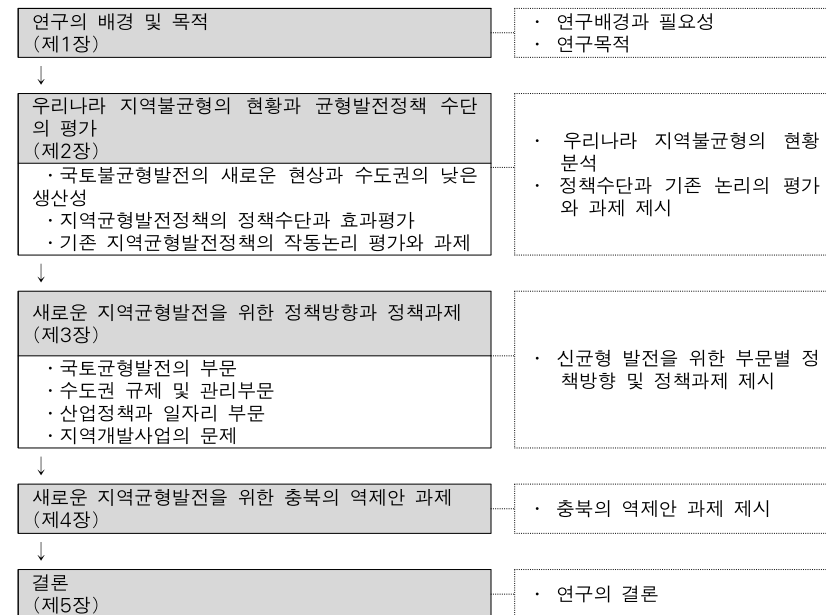 연구의 배경 및 목적
(제1장)
· 연구배경과 필요성
· 연구목적
↓
우리나라 지역불균형의 현황과 균형발전정책 수단
의 평가
(제2장)
· 국토불균형발전의 새로운 현상과 수도권의 낮은
생산성
· 지역균형발전정책의 정책수단과 효과평가
· 기존 지역균형발전정책의 작동논리 평가와 과제
· 우리나라 지역불균형의 현황
분석
· 정책수단과 기존 논리의 평가
와 과제 제시
↓
새로운 지역균형발전을 위한 정책방향과 정책과제
(제3장)
· 국토균형발전의 부문
· 수도권 규제 및 관리부문
· 산업정책과 일자리 부문
· 지역개발사업의 문제
· 신균형 발전을 위한 부문별 정
책방향 및 정책과제 제시
↓
새로운 지역균형발전을 위한 충북의 역제안 과제
(제4장)
· 충북의 역제안 과제 제시
↓
결론
(제5장)
· 연구의 결론